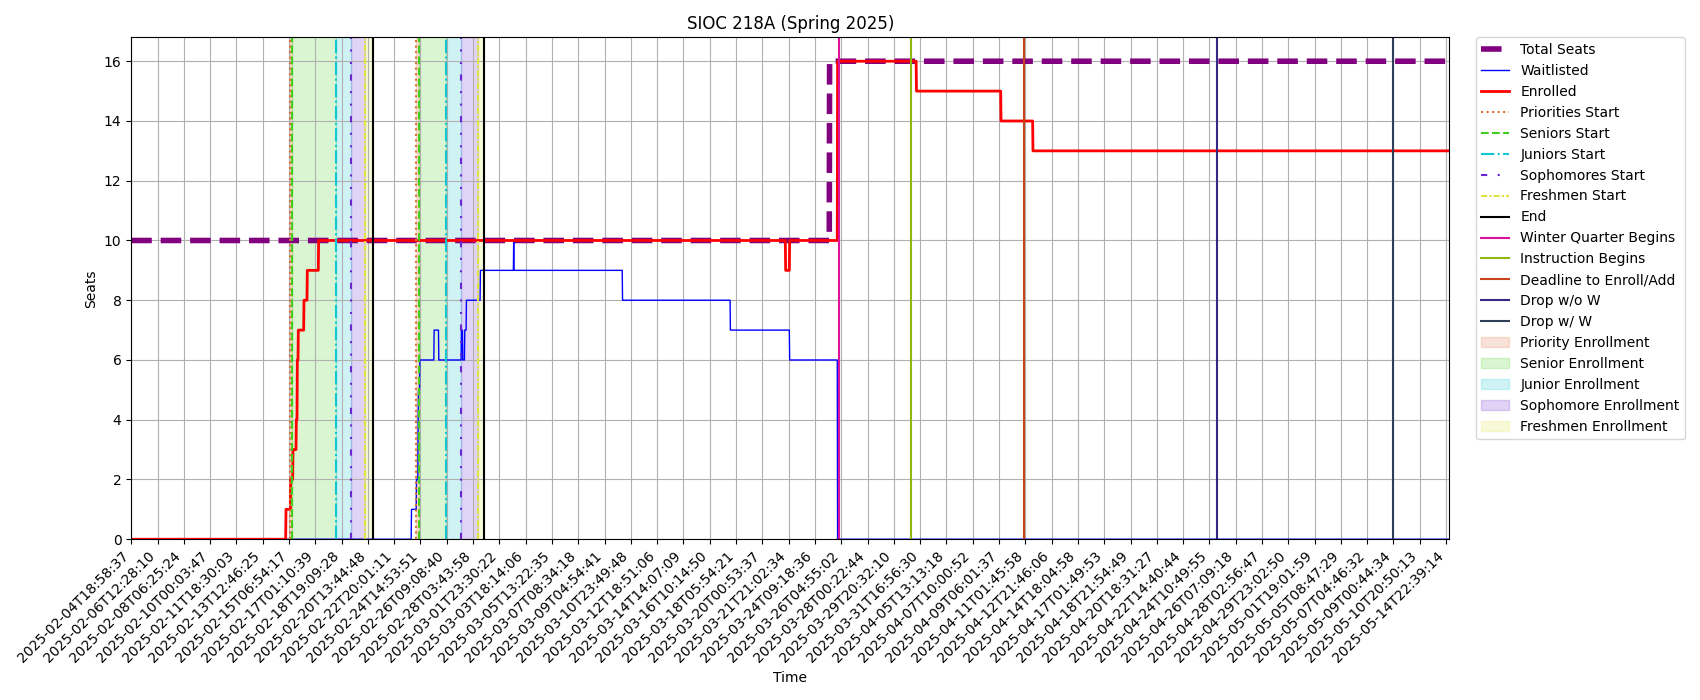 SIOC 218A (Spring 2025)
Seats
16
14
12
10
8
6
4
2
0
2025-02-04T18:58:37
2025-02-06T12:28:10
2025-02-08T06:25:24
2025-02-10T00:03:47
2025-02-11T18:30:03
2025-02-13T12:46:25
2025-02-15T06:54:17
2025-02-17T01:10:39
2025-02-18T19:09:28
2025-02-20T13:44:48
2025-02-22T20:01:11
2025-02-24T14:53:51
2025-02-26T09:08:40
2025-02-28T03:43:58
2025-03-01T23:30:22
2025-03-03T18:14:06
2025-03-05T13:22:35
2025-03-07T08:34:18
2025-03-09T04:54:41
2025-03-10T23:49:48
2025-03-12T18:51:06
2025-03-14T14:07:09
2025-03-16T10:14:50
2025-03-18T05:54:21
2025-03-20T00:53:37
2025-03-21T21:02:34
2025-03-24T09:18:36
2025-03-26T04:55:02
2025-03-28T00:22:44
2025-03-29T20:32:10
2025-03-31T16:56:30
2025-04-05T13:13:18
2025-04-07T10:00:52
2025-04-09T06:01:37
2025-04-11T01:45:58
2025-04-12T21:46:06
2025-04-14T18:04:58
2025-04-17T01:49:53
2025-04-18T21:54:49
2025-04-20T18:31:27
2025-04-22T14:40:44
2025-04-24T10:49:55
2025-04-26T07:09:18
2025-04-28T02:56:47
2025-04-29T23:02:50
2025-05-01T19:01:59
2025-05-05T08:47:29
2025-05-07T04:46:32
2025-05-09T00:44:34
2025-05-10T20:50:13
2025-05-14T22:39:14
Time
Total Seats
Waitlisted
Enrolled
Priorities Start
Seniors Start
Juniors Start
Sophomores Start
Freshmen Start
End
Winter Quarter Begins
Instruction Begins
Deadline to Enroll/Add
Drop w/o W
Drop w/ W
Priority Enrollment
Senior Enrollment
Junior Enrollment
Sophomore Enrollment
Freshmen Enrollment